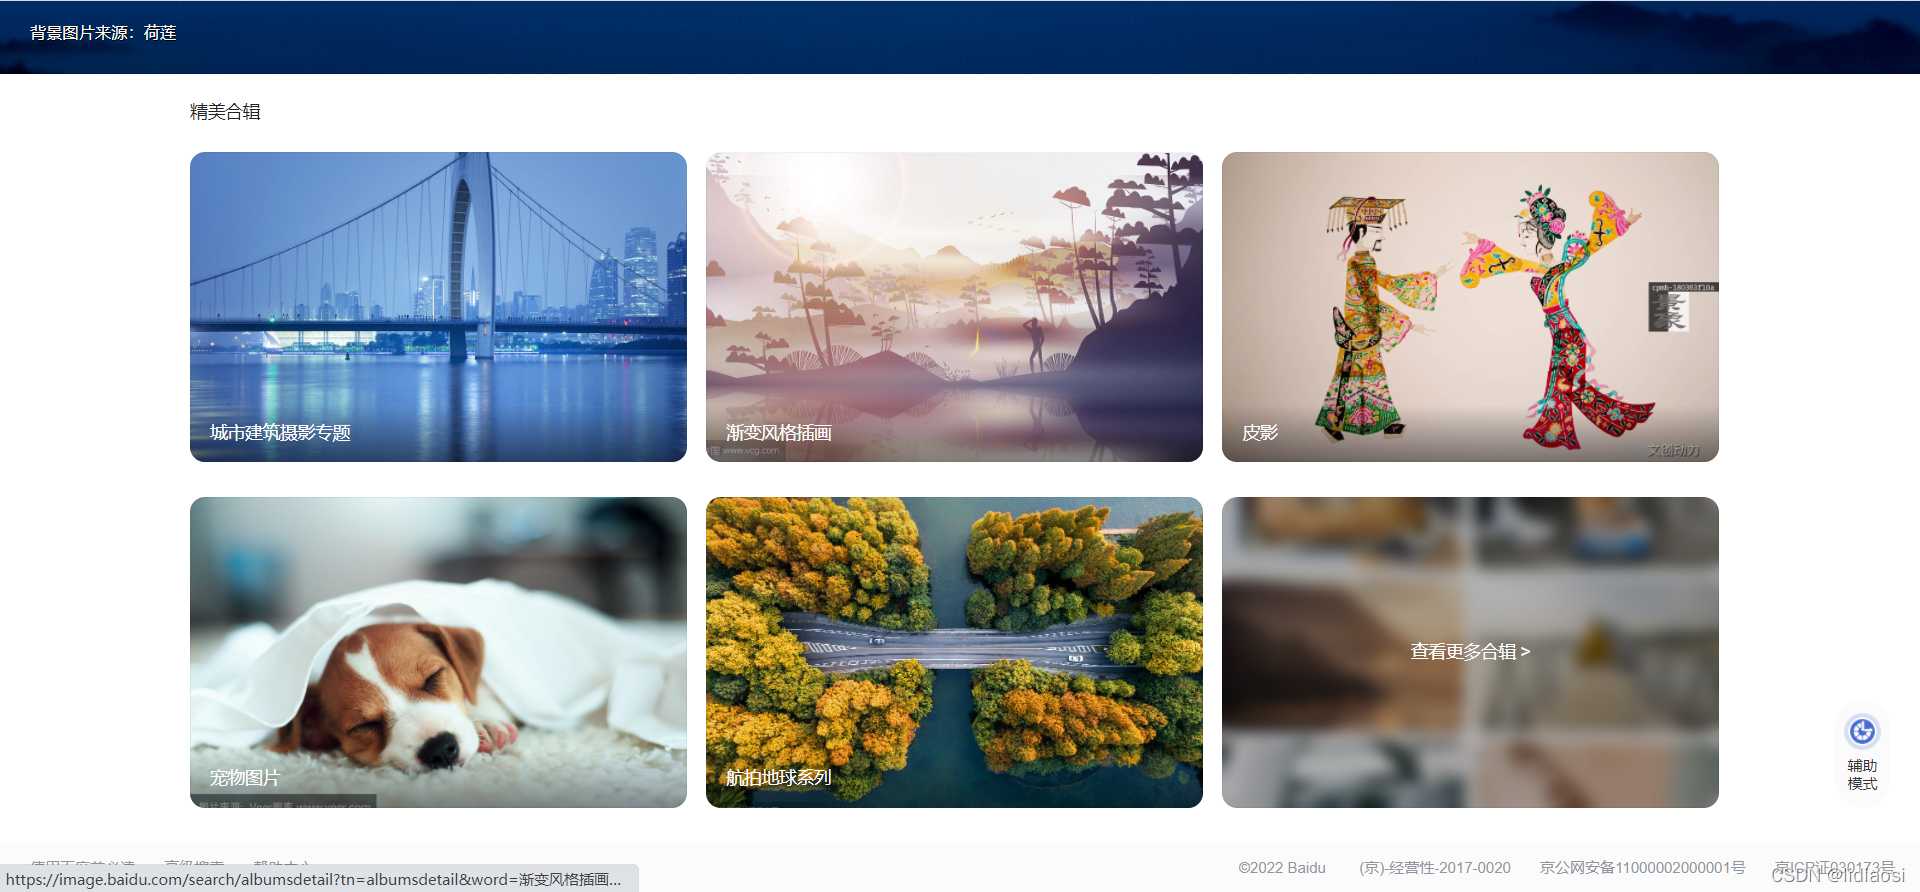 背景图片来源：荷莲
精美合辑
城市建筑摄影专题
渐变风格插画
www.vcg.com
皮影
cpmh-180363f10a
文创动力
宠物图片
航拍地球系列
查看更多合辑 >
辅助
模式
©2022 Baidu
(京)-经营性-2017-0020
京公网安备11000002000001号
京ICP证030173号
CSDN @lidiaosi
https://image.baidu.com/search/albumsdetail?tn=albumsdetail&word=渐变风格插画...